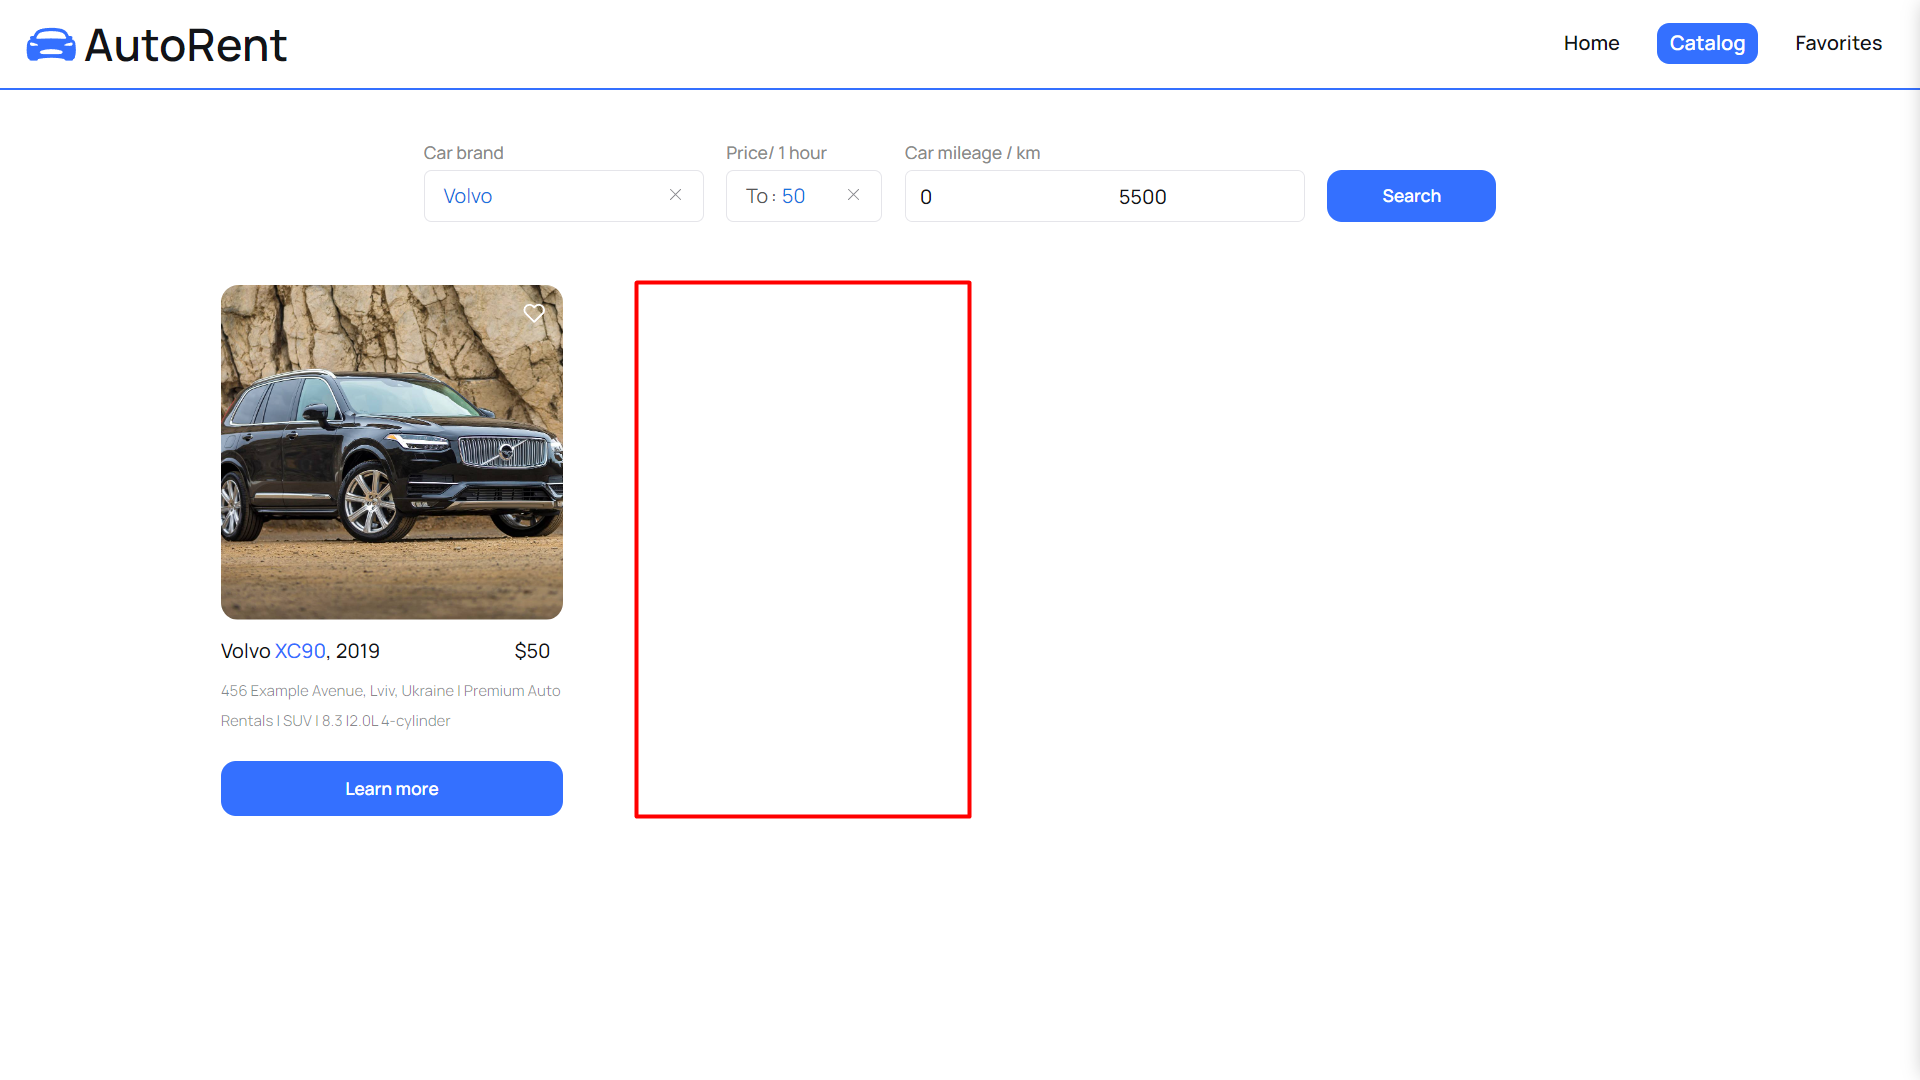 AutoRent
Home Catalog Favorites
Car brand Price/ 1 hour Car mileage / km
Volvo To : 50 0 5500 Search
Volvo XC90, 2019 $50
456 Example Avenue, Lviv, Ukraine | Premium Auto
Rentals | SUV | 8.3 l2.0L 4-cylinder
Learn more